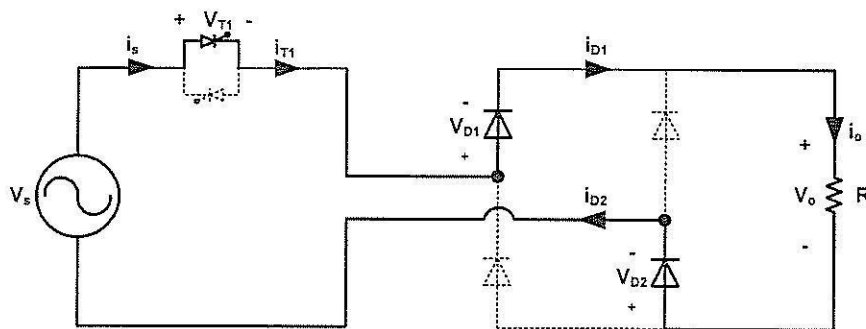 + V_T1 -
i_s
i_T1
i_D1
-
V_D1
+
i_o
+
V_s
i_D2
V_o
R
-
V_D2
+
-